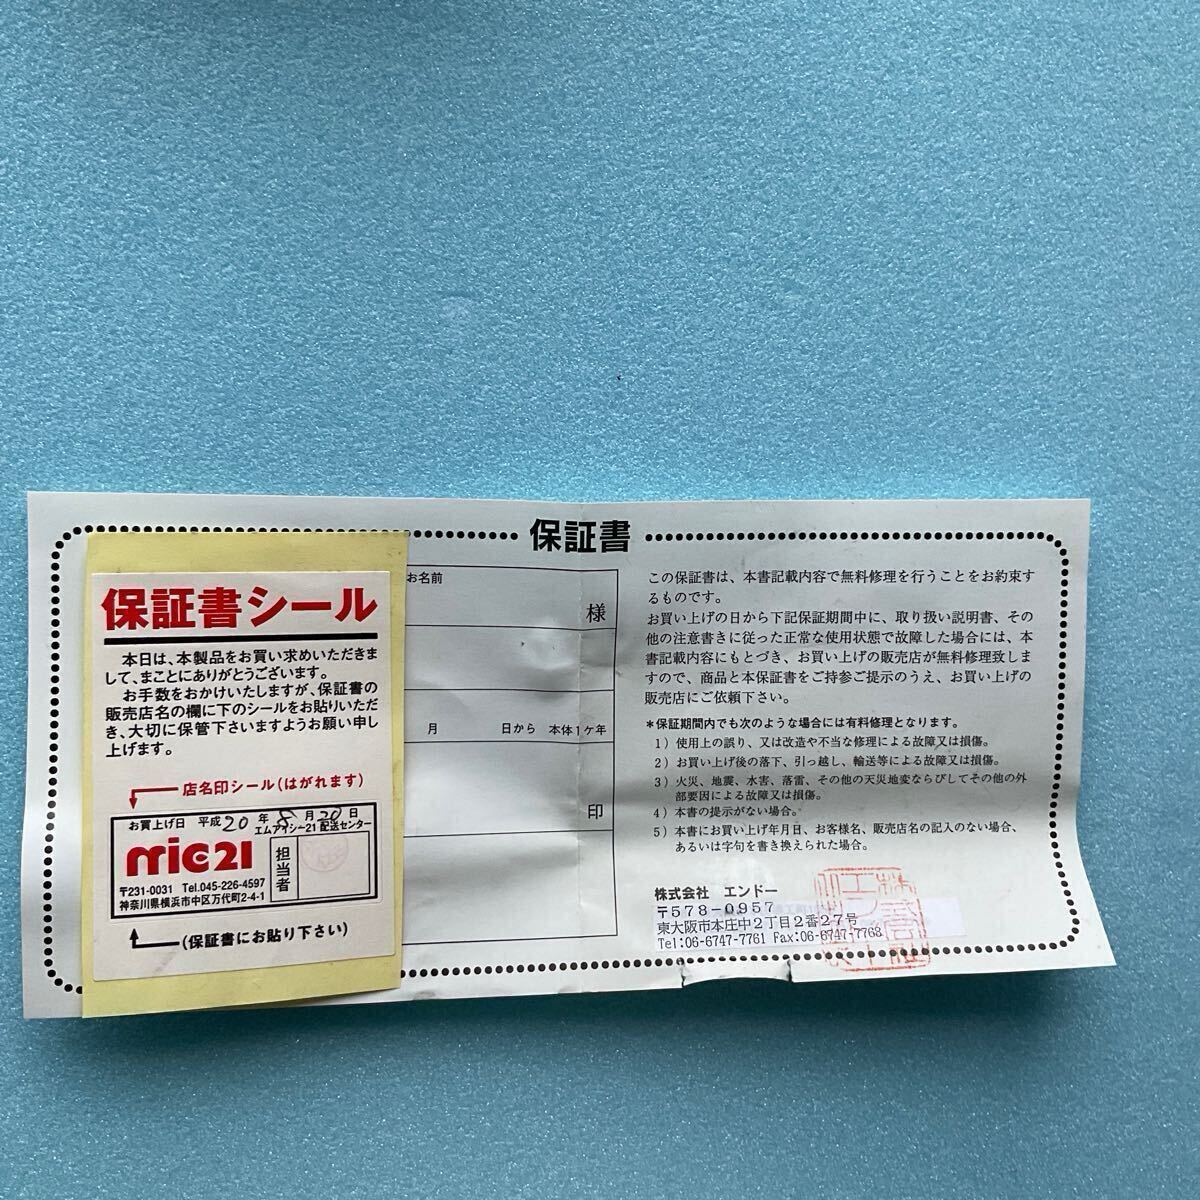 保証書
保証書シール
本日は、本製品をお買い求めいただきま
して、まことにありがとうございます。
お手数をおかけいたしますが、保証書の
販売店名の欄に下のシールをお貼りいただ
き、大切に保管下さいますようお願い申し
上げます。
店名印シール(はがれます)
お買上げ日 平成20年8月20日
エムアイシー21 配送センター
mic21
担当者
〒231-0031 Tel.045-226-4597
神奈川県横浜市中区万代町2-4-1
(保証書にお貼り下さい)
お名前
様
月 日から 本体1ヶ年
印
この保証書は、本書記載内容で無料修理を行うことをお約束す
るものです。
お買い上げの日から下記保証期間中に、取り扱い説明書、その
他の注意書きに従った正常な使用状態で故障した場合には、本
書記載内容にもとづき、お買い上げの販売店が無料修理致しま
すので、商品と本保証書をご持参ご提示のうえ、お買い上げの
販売店にご依頼下さい。
*保証期間内でも次のような場合には有料修理となります。
1）使用上の誤り、又は改造や不当な修理による故障又は損傷。
2）お買い上げ後の落下、引っ越し、輸送等による故障又は損傷。
3）火災、地震、水害、落雷、その他の天災地変ならびしてその他の外
部要因による故障又は損傷。
4）本書の提示がない場合。
5）本書にお買い上げ年月日、お客様名、販売店名の記入のない場合、
あるいは字句を書き換えられた場合。
株式会社 エンドー
〒578-0957
東大阪市本庄中2丁目2番27号
Tel:06-6747-7761 Fax:06-6747-7768